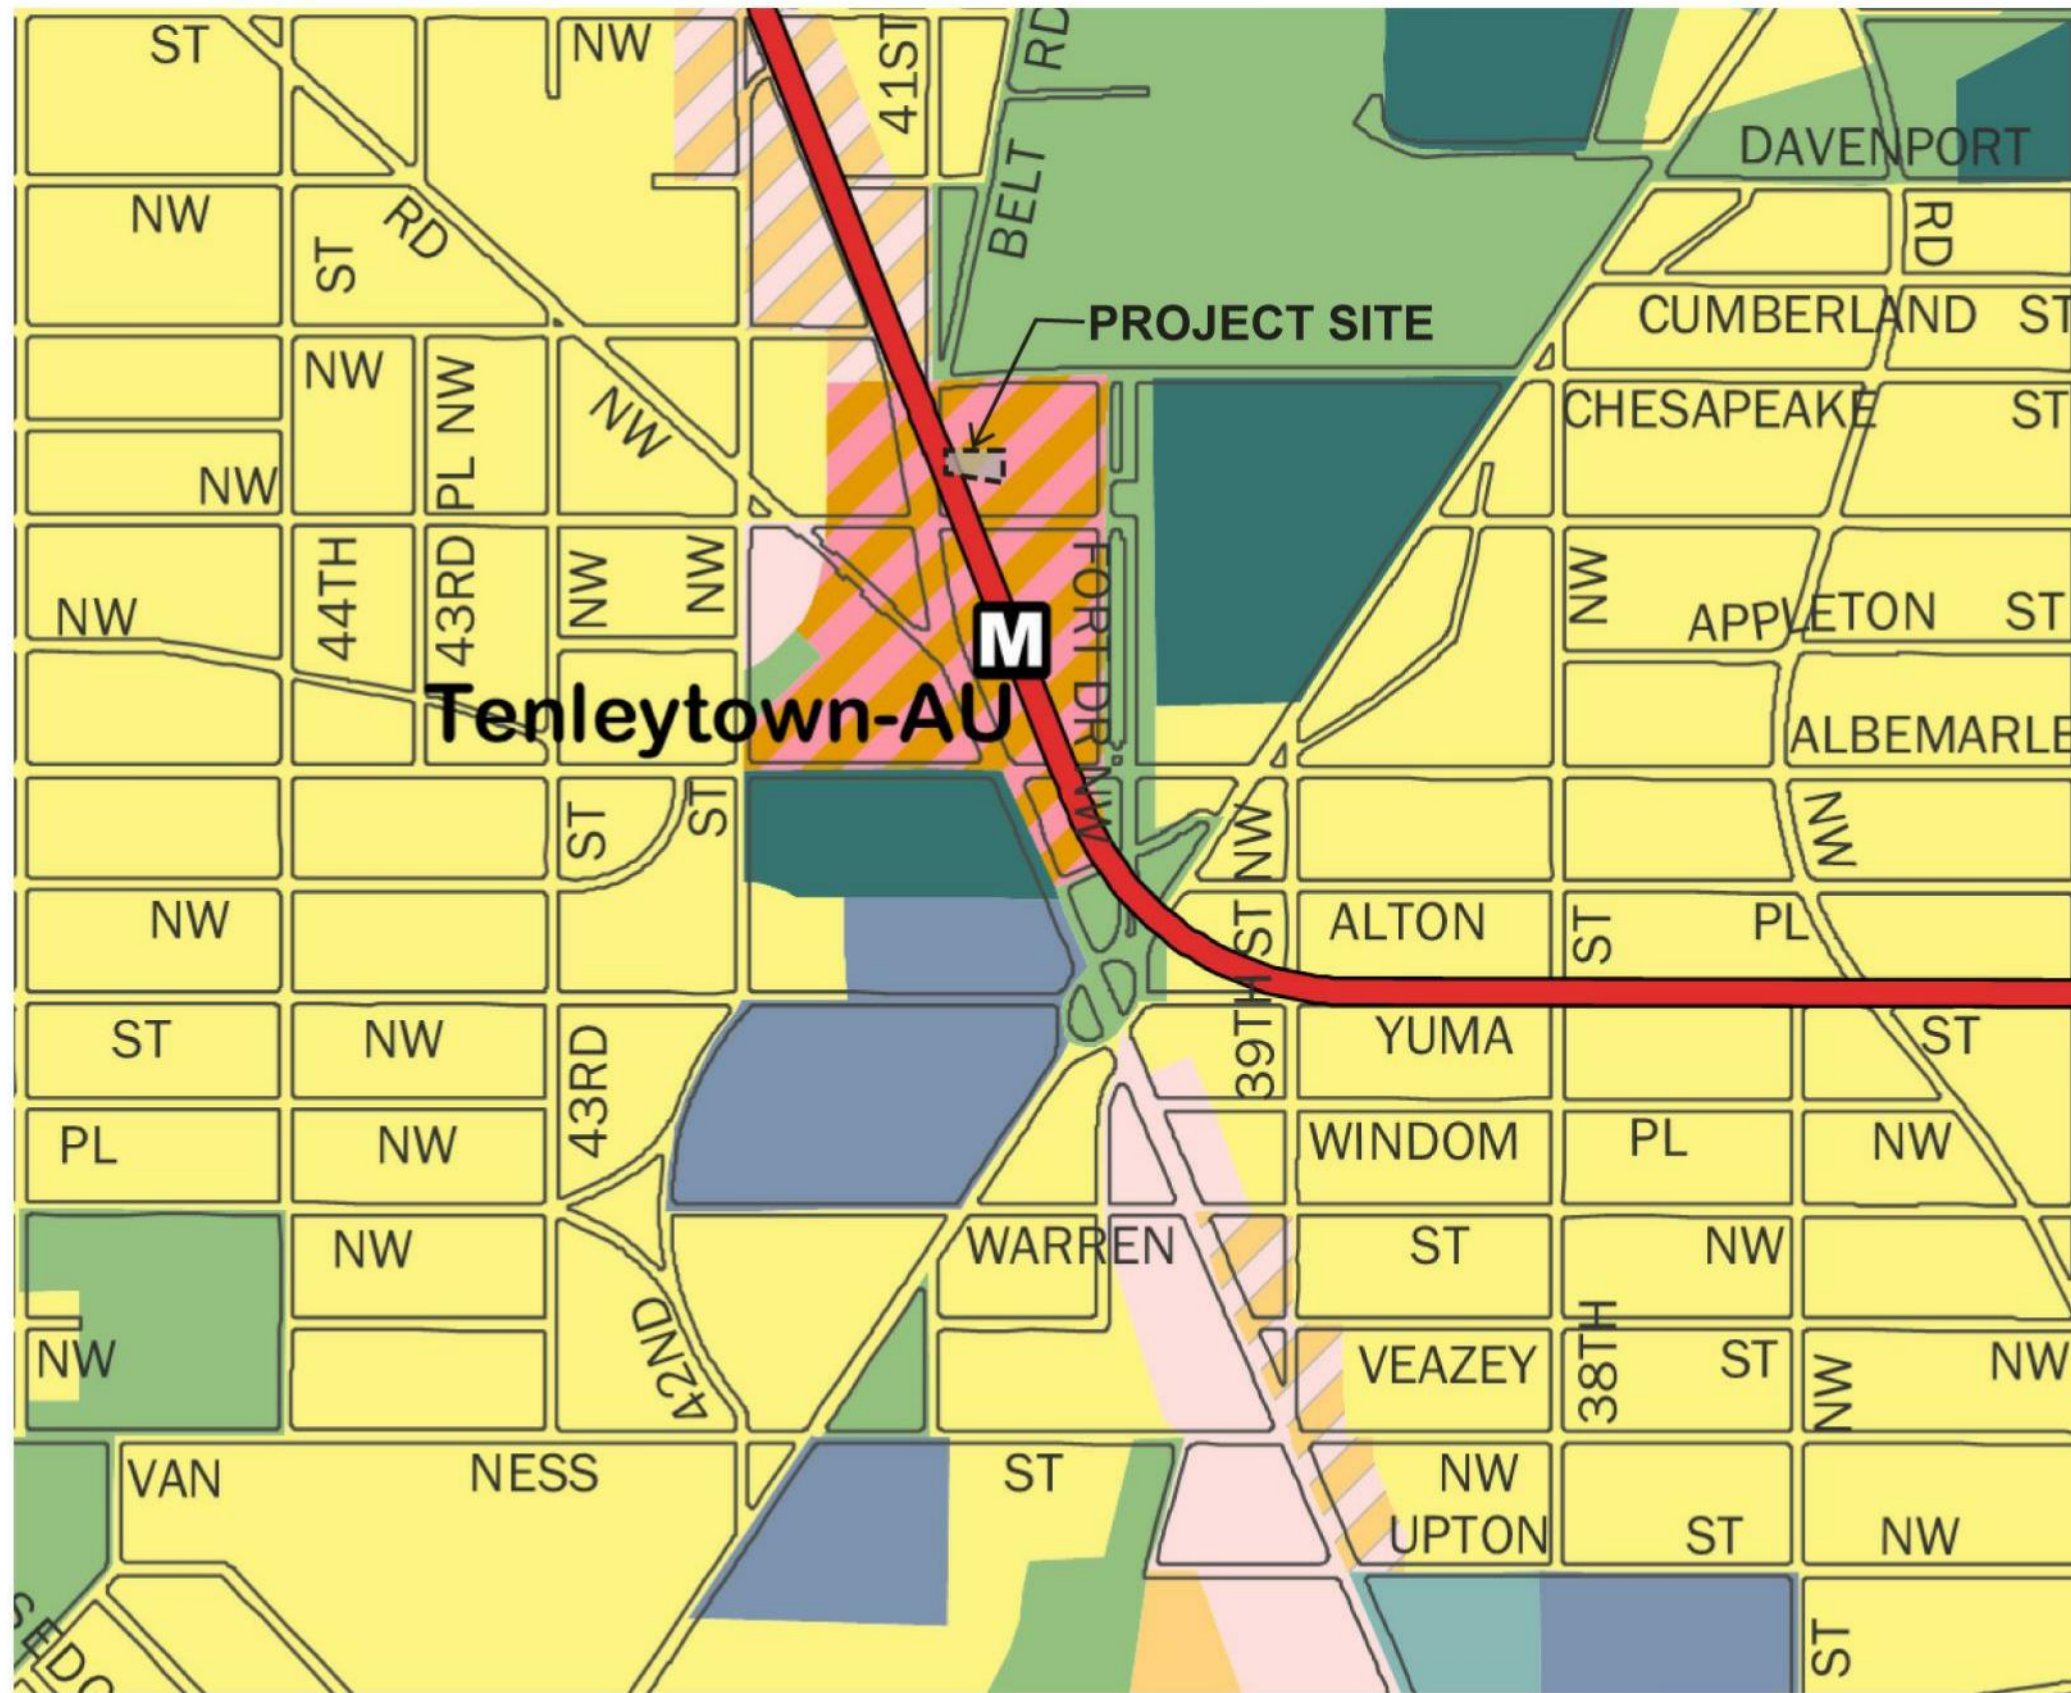 ST
NW
41ST
RD
DAVENPORT
NW
RD
ST
BELT
RD
PROJECT SITE
CUMBERLAND ST
NW
PL NW
NW
CHESAPEAKE ST
NW
44TH
43RD
NW
NW
FORT DR NW
NW
NW
APPLETON ST
M
Tenleytown-AU
ALBEMARLE
ST
ST
NW
NW
NW
ALTON
ST
PL
39TH ST
ST
NW
43RD
YUMA
ST
PL
NW
WINDOM
PL
NW
NW
WARREN
ST
NW
NW
42ND
VEAZEY
38TH
ST
NW
NW
VAN
NESS
ST
NW
UPTON
ST
NW
ST